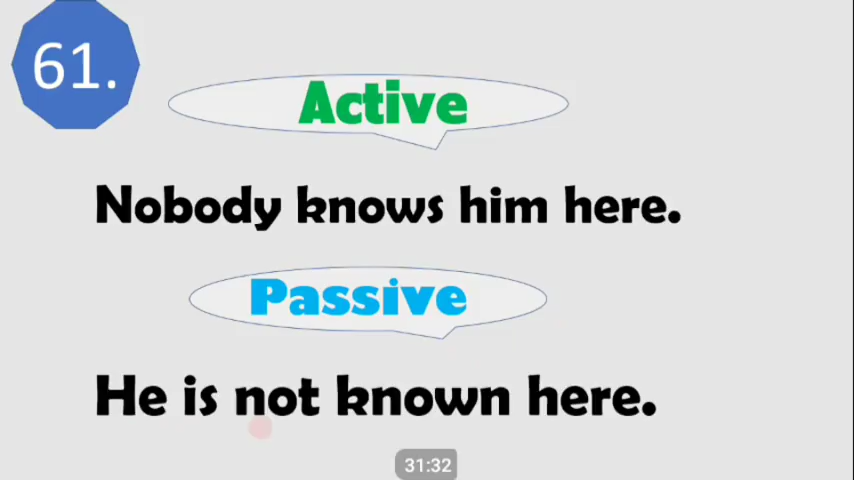 61.
Active
Nobody knows him here.
Passive
He is not known here.
31:32